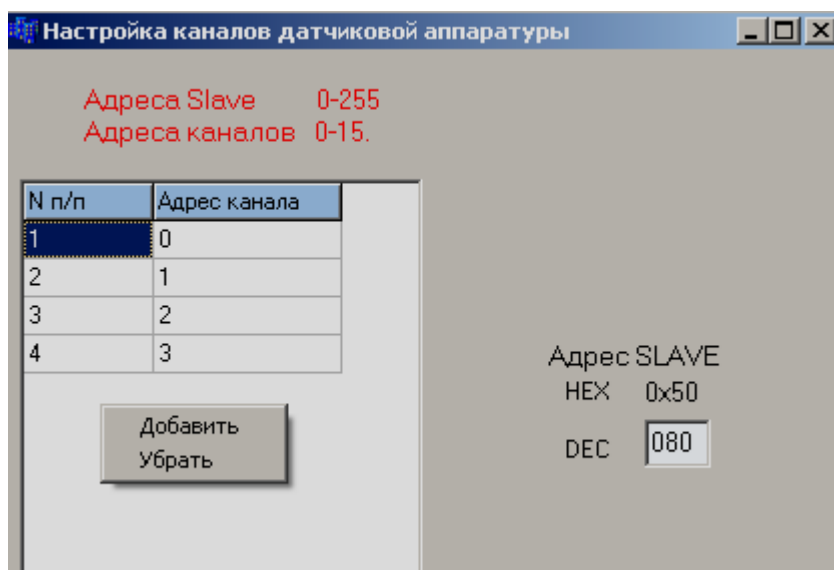 Настройка каналов датчиковой аппаратуры
Адреса Slave 0-255
Адреса каналов 0-15.
N п/п Адрес канала
1 0
2 1
3 2
4 3
Добавить
Убрать
Адрес SLAVE
HEX 0x50
DEC 080